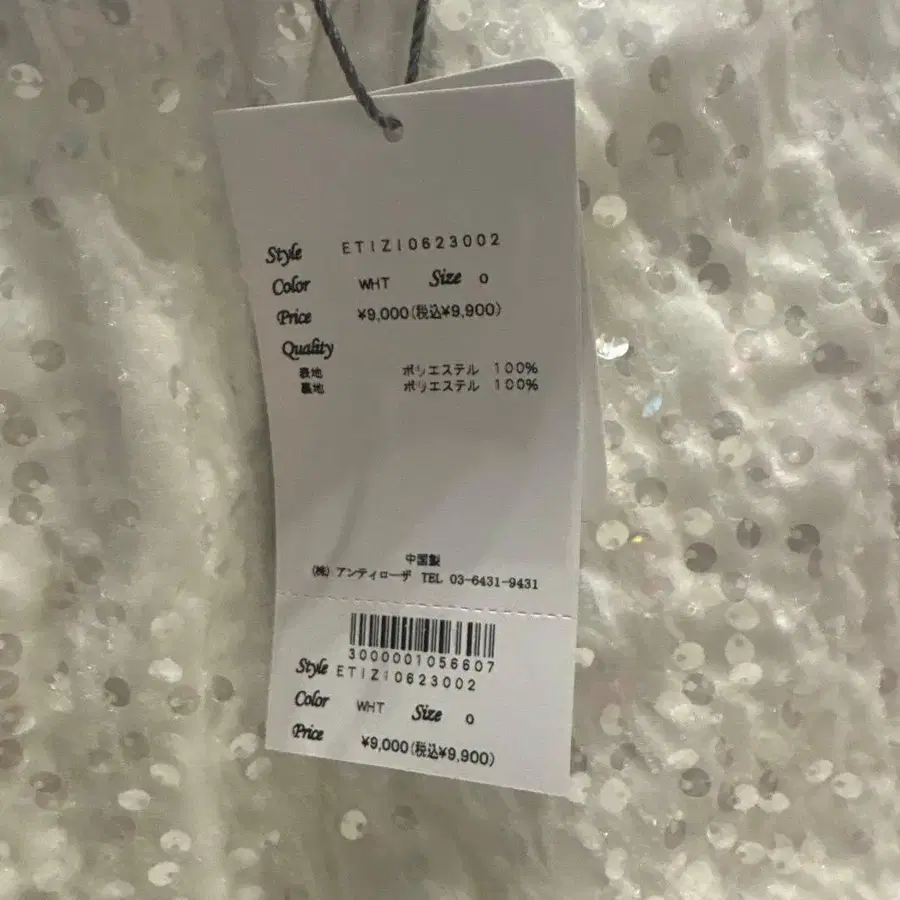 Style ETIZI0623002
Color WHT Size 0
Price ¥9,000(税込¥9,900)
Quality
表地 ポリエステル 100%
裏地 ポリエステル 100%
中国製
(株) アンティローザ TEL 03-6431-9431
3000001056607
Style ETIZI0623002
Color WHT Size 0
Price ¥9,000(税込¥9,900)